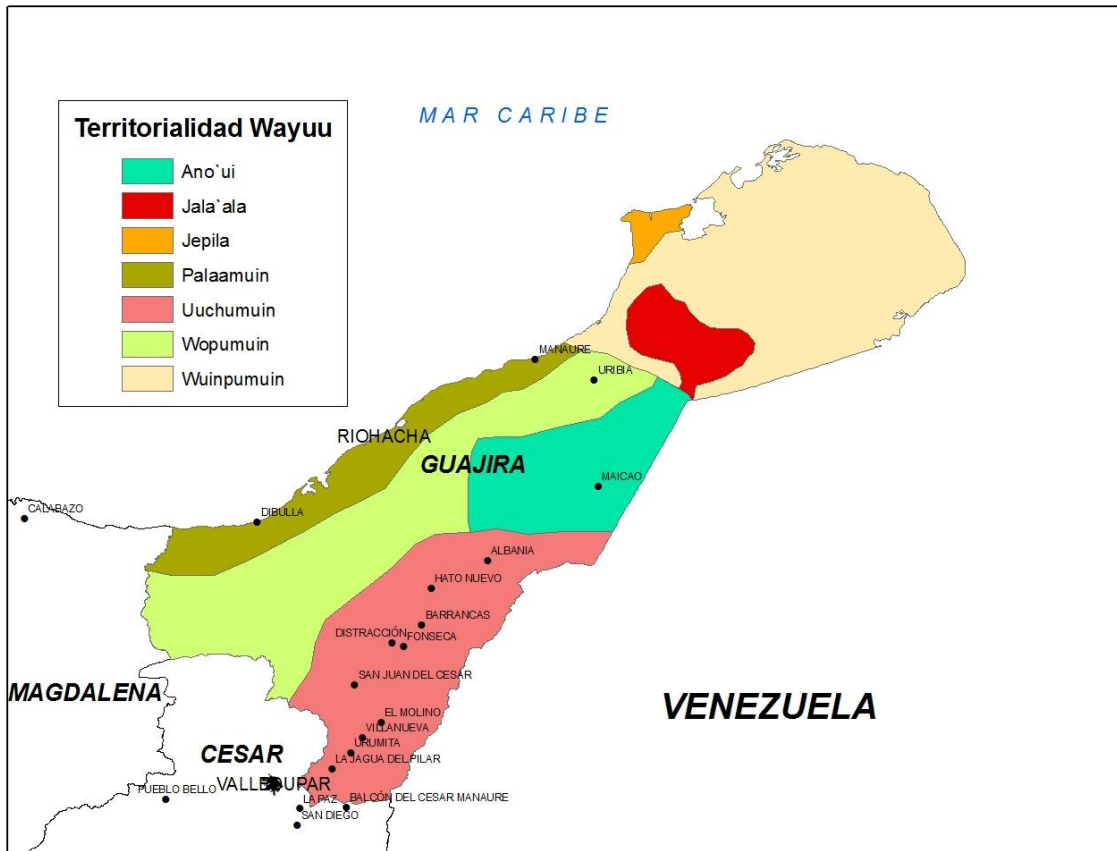 MAR CARIBE
Territorialidad Wayuu
Ano`ui
Jala`ala
Jepila
Palaamuin
Uuchumuin
Wopumuin
Wuinpumuin
MANAURE
URIBIA
RIOHACHA
GUAJIRA
MAICAO
CALABAZO
DIBULLA
ALBANIA
HATO NUEVO
BARRANCAS
DISTRACCIÓN
FONSECA
SAN JUAN DEL CESAR
MAGDALENA
VENEZUELA
EL MOLINO
VILLANUEVA
URUMITA
CESAR
LA JAGUA DEL PILAR
VALLEDUPAR
PUEBLO BELLO
LA PAZ
BALCÓN DEL CESAR MANAURE
SAN DIEGO